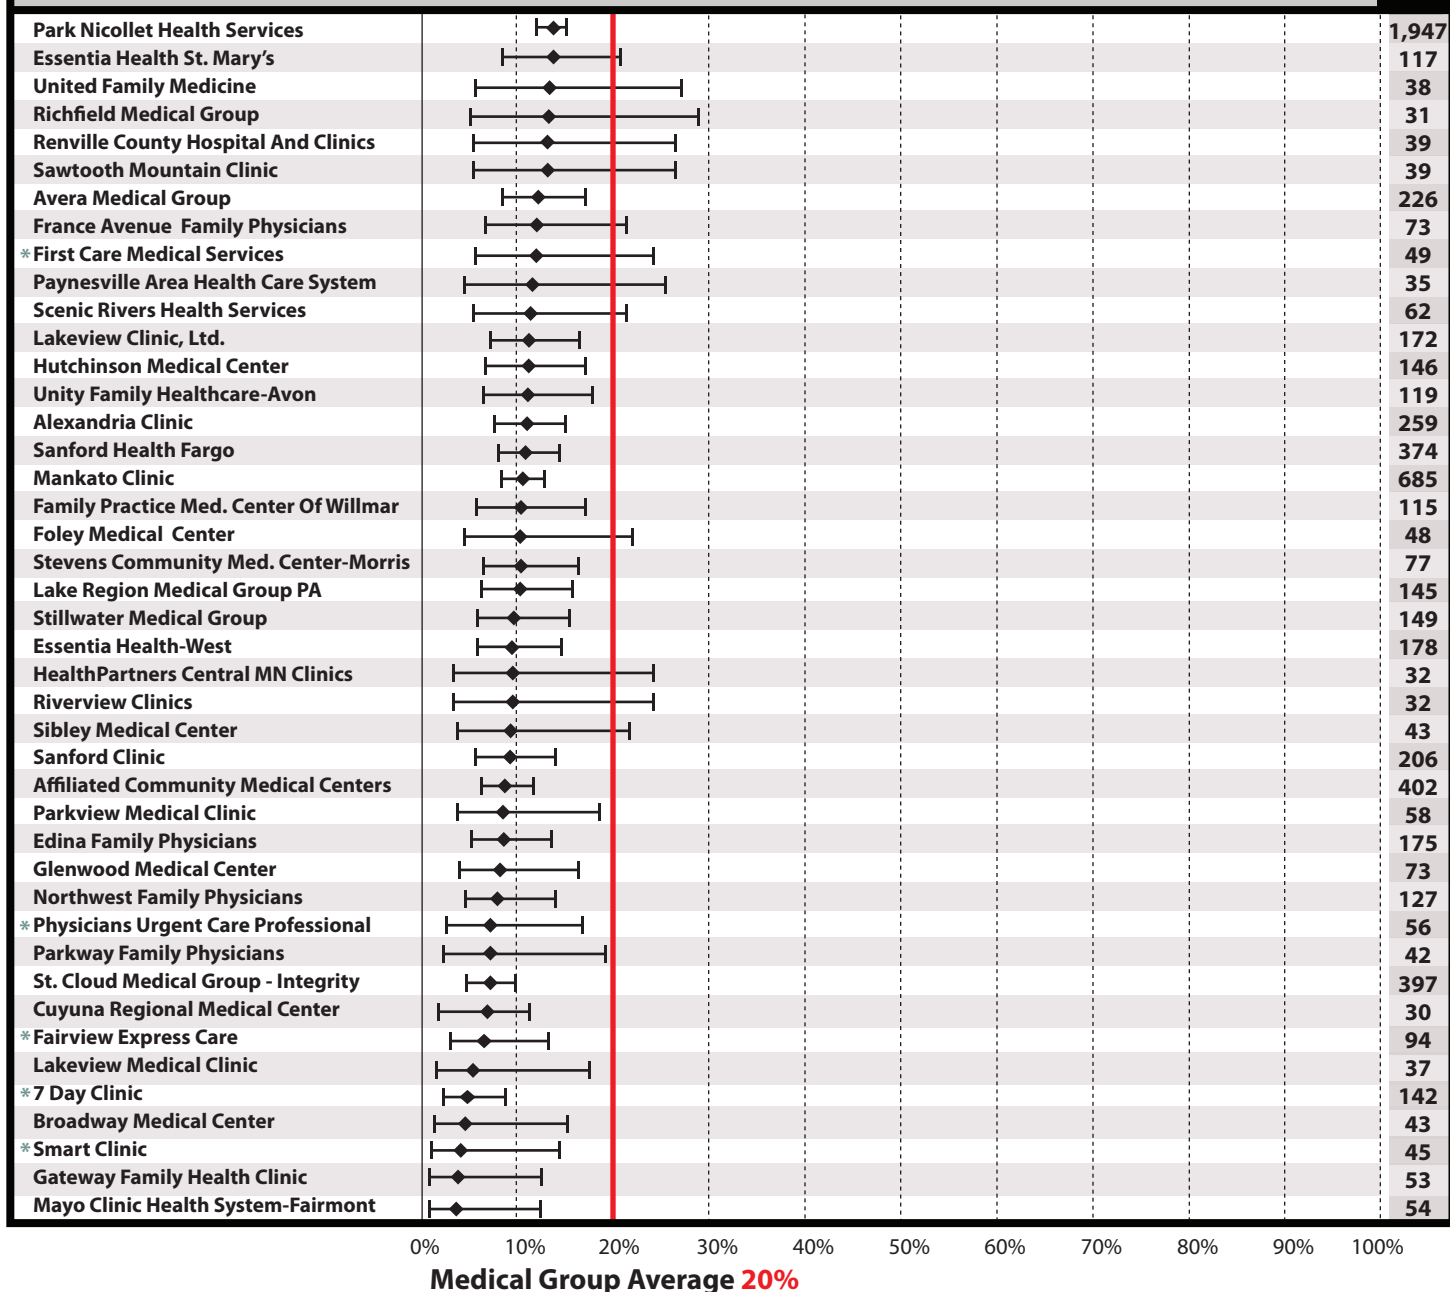 Park Nicollet Health Services 1,947
Essentia Health St. Mary’s 117
United Family Medicine 38
Richfield Medical Group 31
Renville County Hospital And Clinics 39
Sawtooth Mountain Clinic 39
Avera Medical Group 226
France Avenue Family Physicians 73
*First Care Medical Services 49
Paynesville Area Health Care System 35
Scenic Rivers Health Services 62
Lakeview Clinic, Ltd. 172
Hutchinson Medical Center 146
Unity Family Healthcare-Avon 119
Alexandria Clinic 259
Sanford Health Fargo 374
Mankato Clinic 685
Family Practice Med. Center Of Willmar 115
Foley Medical Center 48
Stevens Community Med. Center-Morris 77
Lake Region Medical Group PA 145
Stillwater Medical Group 149
Essentia Health-West 178
HealthPartners Central MN Clinics 32
Riverview Clinics 32
Sibley Medical Center 43
Sanford Clinic 206
Affiliated Community Medical Centers 402
Parkview Medical Clinic 58
Edina Family Physicians 175
Glenwood Medical Center 73
Northwest Family Physicians 127
*Physicians Urgent Care Professional 56
Parkway Family Physicians 42
St. Cloud Medical Group - Integrity 397
Cuyuna Regional Medical Center 30
*Fairview Express Care 94
Lakeview Medical Clinic 37
*7 Day Clinic 142
Broadway Medical Center 43
*Smart Clinic 45
Gateway Family Health Clinic 53
Mayo Clinic Health System-Fairmont 54
0% 10% 20% 30% 40% 50% 60% 70% 80% 90% 100%
Medical Group Average 20%